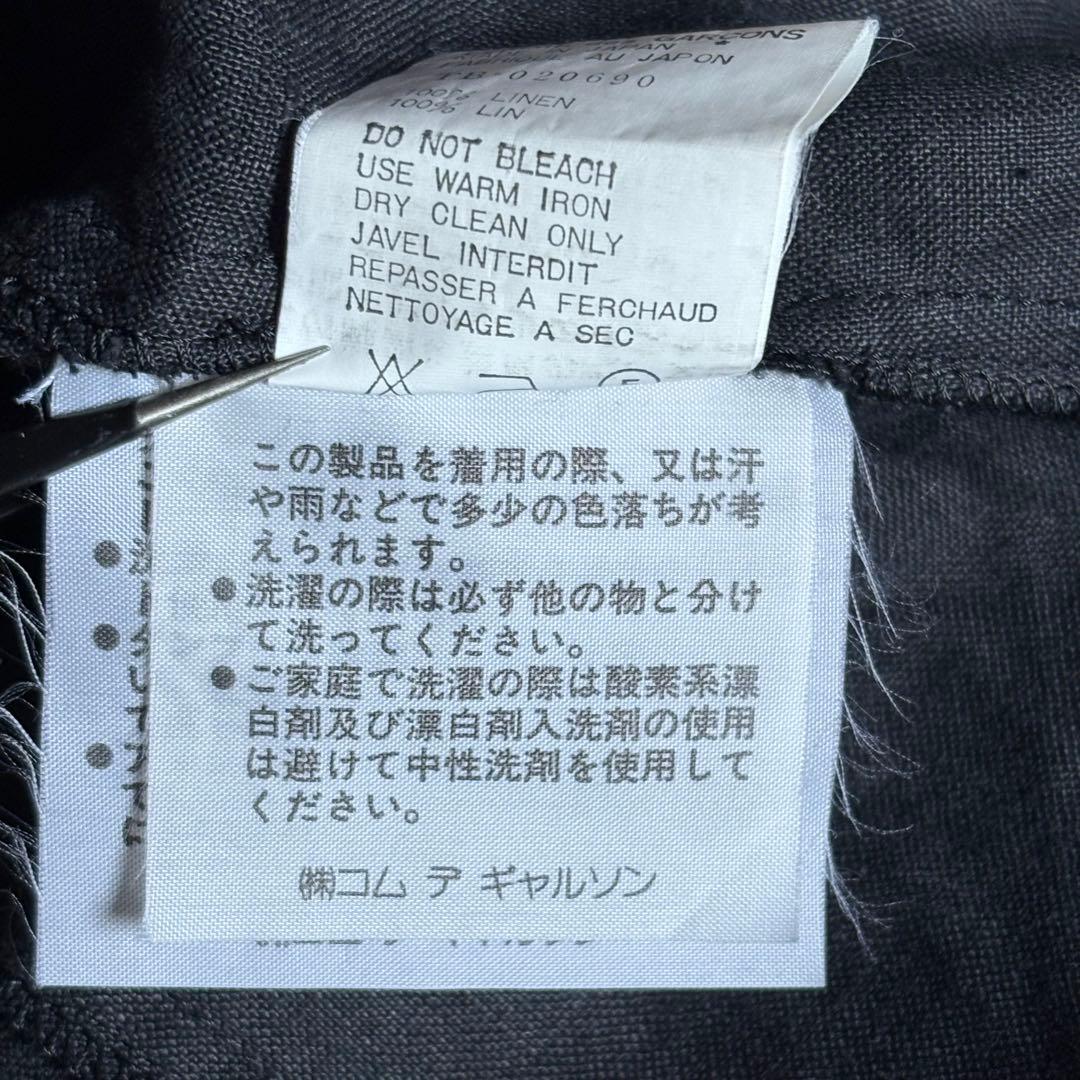 GARCONS
JAPAN *
FABRIQUE AU JAPON
TB-020690
100% LINEN
100% LIN
DO NOT BLEACH
USE WARM IRON
DRY CLEAN ONLY
JAVEL INTERDIT
REPASSER A FERCHAUD
NETTOYAGE A SEC
この製品を着用の際、又は汗
や雨などで多少の色落ちが考
えられます。
●洗濯の際は必ず他の物と分け
て洗ってください。
●ご家庭で洗濯の際は酸素系漂
白剤及び漂白剤入洗剤の使用
は避けて中性洗剤を使用して
ください。
㈱コム デ ギャルソン